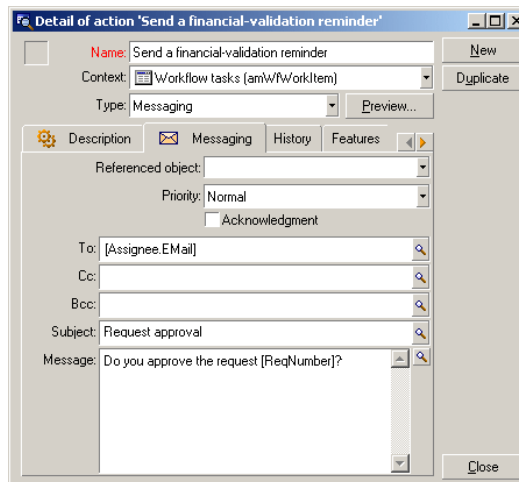 Detail of action 'Send a financial-validation reminder'
Name: Send a financial-validation reminder
New
Context: Workflow tasks (amWfWorkItem)
Duplicate
Type: Messaging
Preview...
Description Messaging History Features
Referenced object:
Priority: Normal
Acknowledgment
To: [Assignee.EMail]
Cc:
Bcc:
Subject: Request approval
Message: Do you approve the request [ReqNumber]?
Close